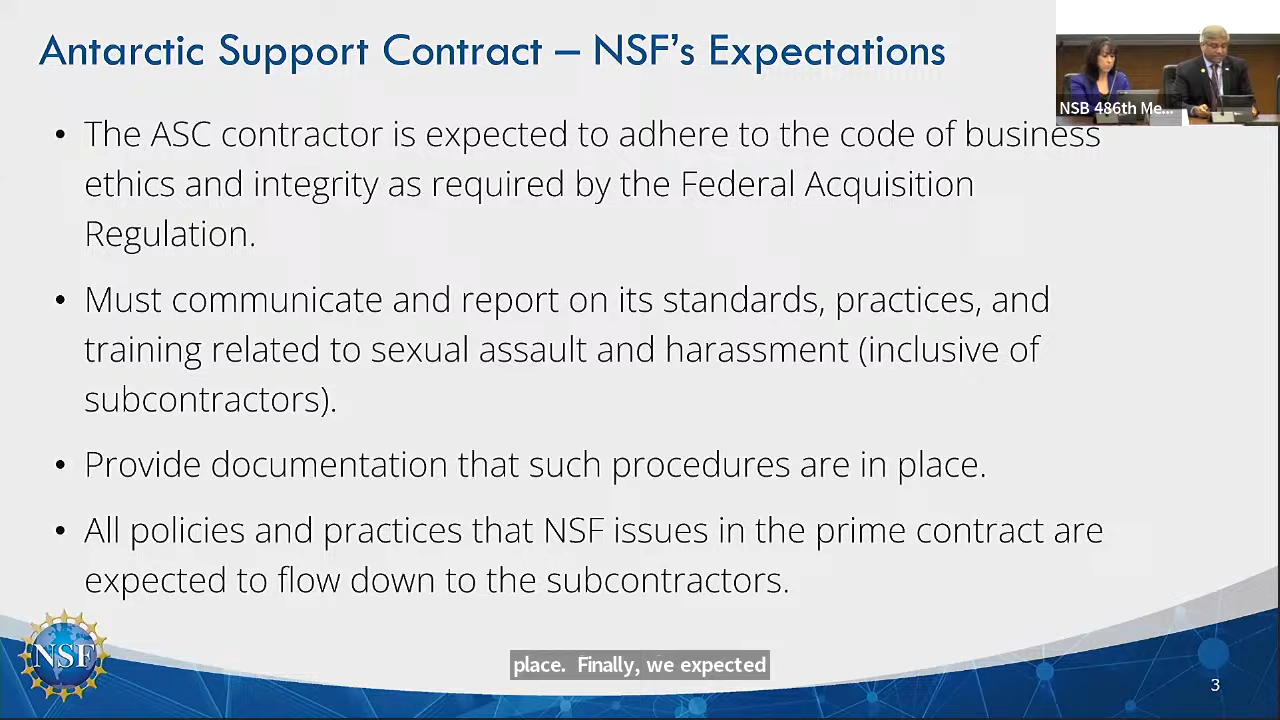 Antarctic Support Contract – NSF’s Expectations
NSB 486th Me...
• The ASC contractor is expected to adhere to the code of business
ethics and integrity as required by the Federal Acquisition
Regulation.
• Must communicate and report on its standards, practices, and
training related to sexual assault and harassment (inclusive of
subcontractors).
• Provide documentation that such procedures are in place.
• All policies and practices that NSF issues in the prime contract are
expected to flow down to the subcontractors.
NSF
place.  Finally, we expected
3